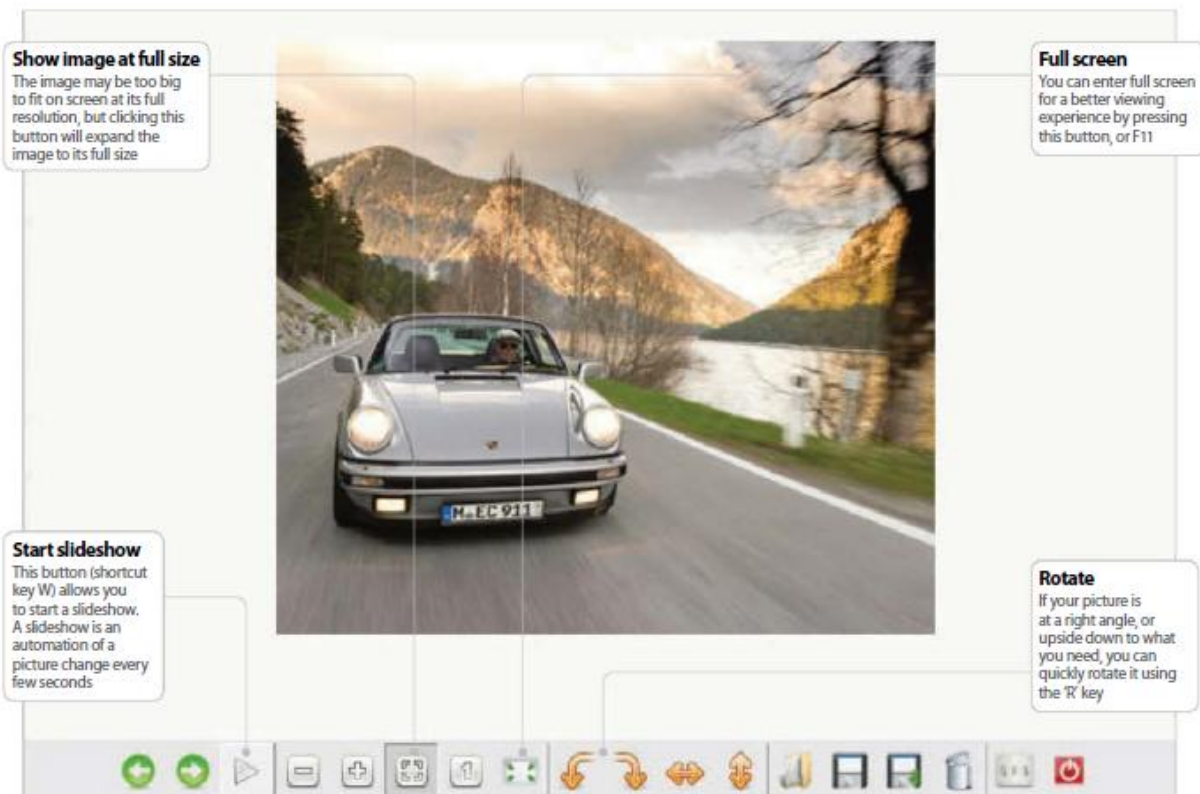 Show image at full size
The image may be too big
to fit on screen at its full
resolution, but clicking this
button will expand the
image to its full size
Full screen
You can enter full screen
for a better viewing
experience by pressing
this button, or F11
M EC 911
Start slideshow
This button (shortcut
key W) allows you
to start a slideshow.
A slideshow is an
automation of a
picture change every
few seconds
Rotate
If your picture is
at a right angle, or
upside down to what
you need, you can
quickly rotate it using
the 'R' key
1